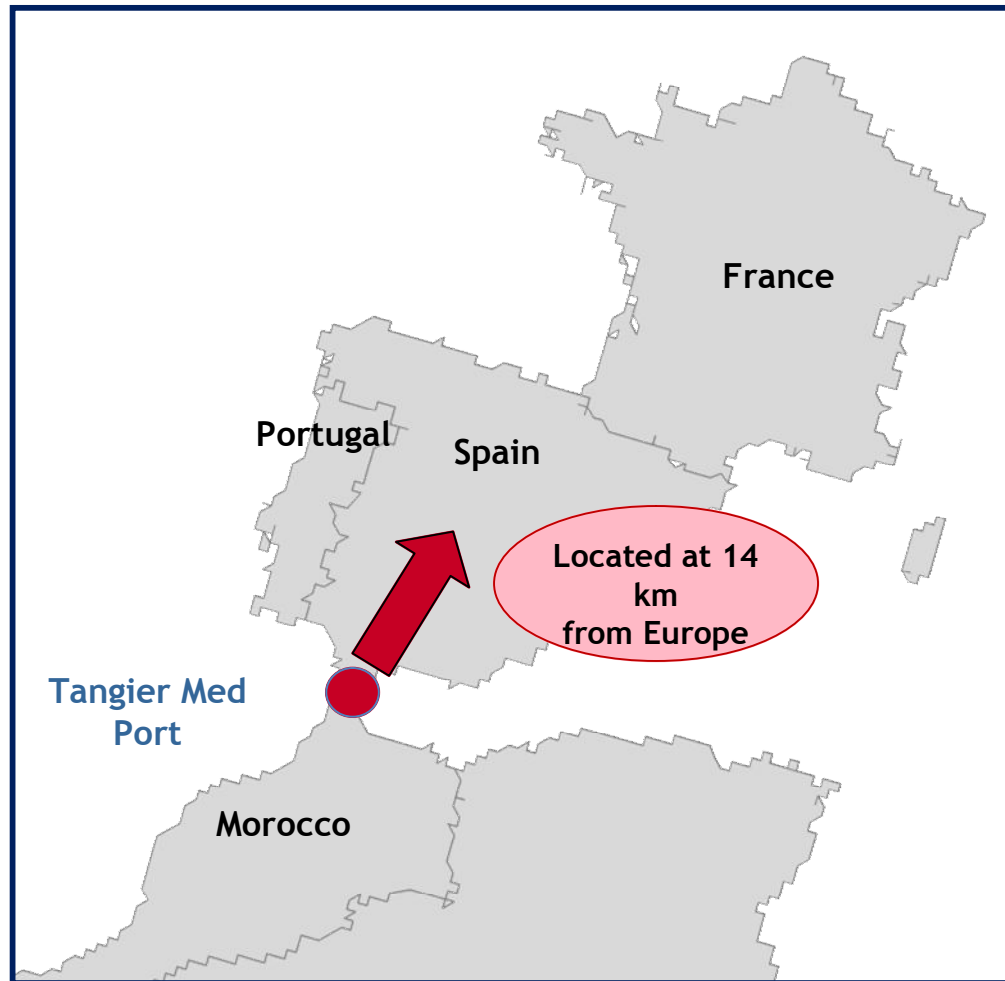 France
Portugal
Spain
Located at 14
km
from Europe
Tangier Med
Port
Morocco